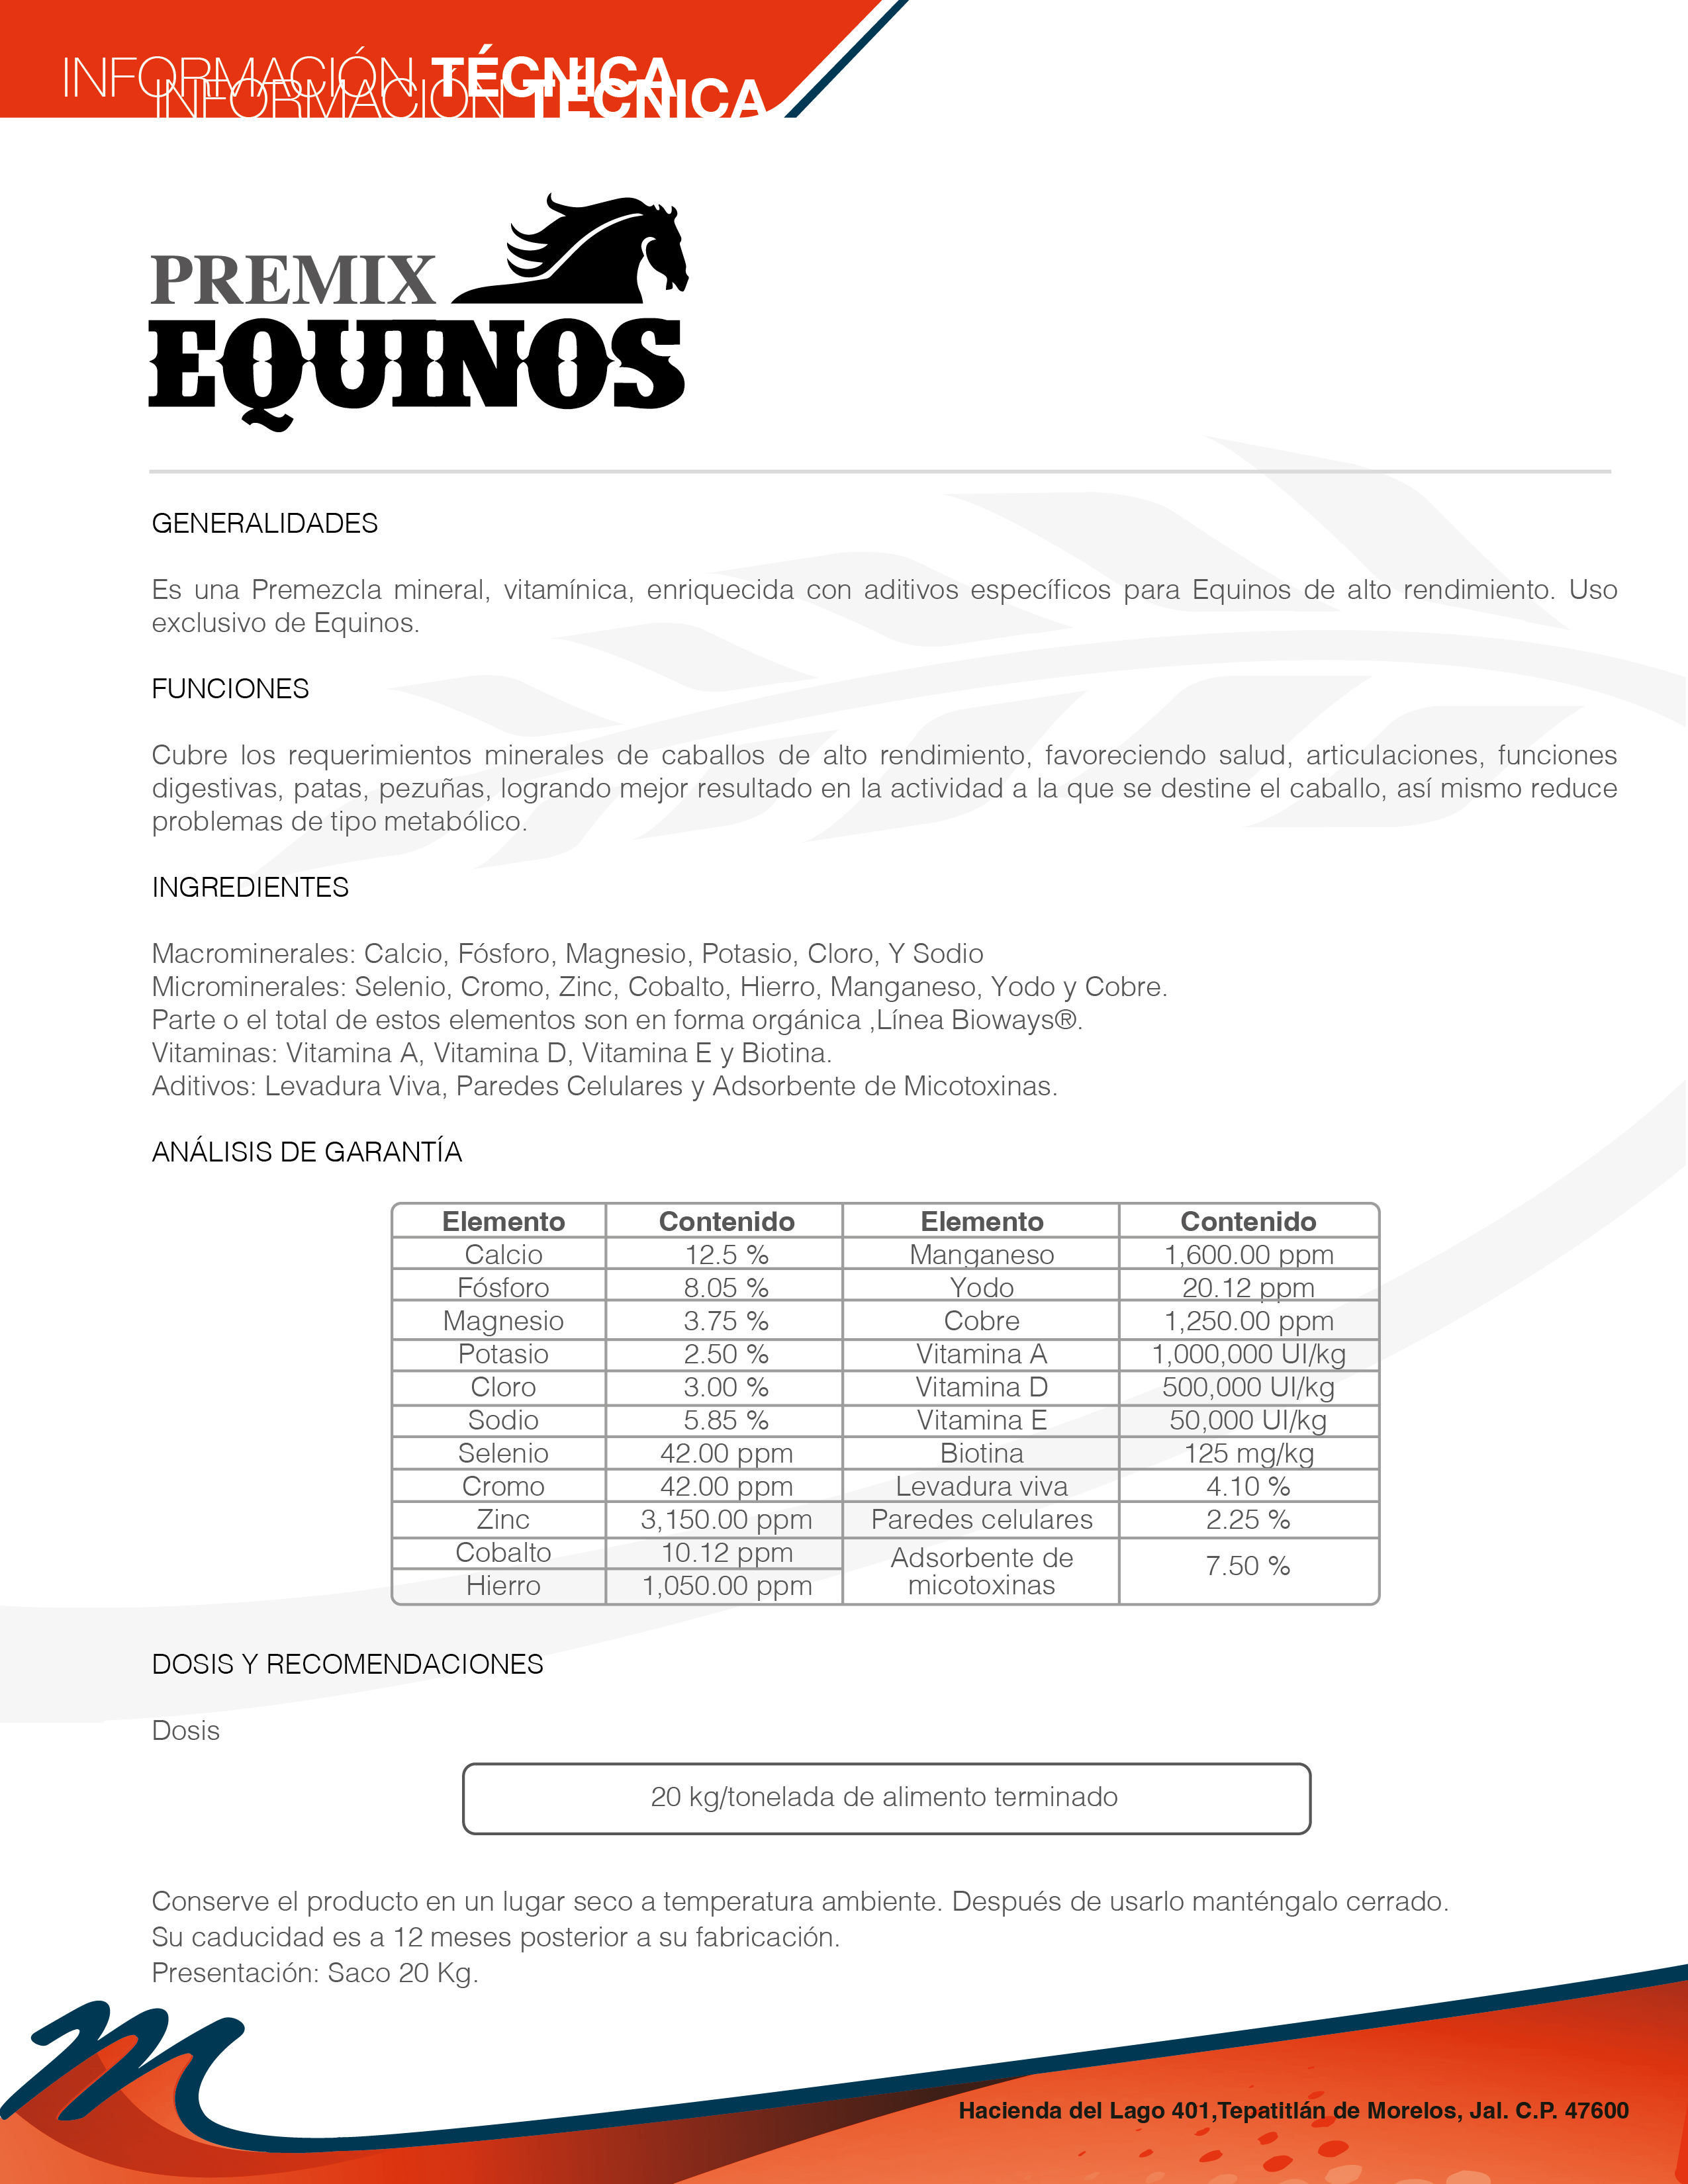 INFORMACIÓN TÉCNICA
INFORMACIÓN TÉCNICA
PREMIX
EQUINOS
GENERALIDADES
Es una Premezcla mineral, vitamínica, enriquecida con aditivos específicos para Equinos de alto rendimiento. Uso
exclusivo de Equinos.
FUNCIONES
Cubre los requerimientos minerales de caballos de alto rendimiento, favoreciendo salud, articulaciones, funciones
digestivas, patas, pezuñas, logrando mejor resultado en la actividad a la que se destine el caballo, así mismo reduce
problemas de tipo metabólico.
INGREDIENTES
Macrominerales: Calcio, Fósforo, Magnesio, Potasio, Cloro, Y Sodio
Microminerales: Selenio, Cromo, Zinc, Cobalto, Hierro, Manganeso, Yodo y Cobre.
Parte o el total de estos elementos son en forma orgánica ,Línea Bioways®.
Vitaminas: Vitamina A, Vitamina D, Vitamina E y Biotina.
Aditivos: Levadura Viva, Paredes Celulares y Adsorbente de Micotoxinas.
ANÁLISIS DE GARANTÍA
Elemento Contenido Elemento Contenido
Calcio 12.5 % Manganeso 1,600.00 ppm
Fósforo 8.05 % Yodo 20.12 ppm
Magnesio 3.75 % Cobre 1,250.00 ppm
Potasio 2.50 % Vitamina A 1,000,000 UI/kg
Cloro 3.00 % Vitamina D 500,000 UI/kg
Sodio 5.85 % Vitamina E 50,000 UI/kg
Selenio 42.00 ppm Biotina 125 mg/kg
Cromo 42.00 ppm Levadura viva 4.10 %
Zinc 3,150.00 ppm Paredes celulares 2.25 %
Cobalto 10.12 ppm Adsorbente de 7.50 %
Hierro 1,050.00 ppm micotoxinas
DOSIS Y RECOMENDACIONES
Dosis
20 kg/tonelada de alimento terminado
Conserve el producto en un lugar seco a temperatura ambiente. Después de usarlo manténgalo cerrado.
Su caducidad es a 12 meses posterior a su fabricación.
Presentación: Saco 20 Kg.
Hacienda del Lago 401,Tepatitlán de Morelos, Jal. C.P. 47600